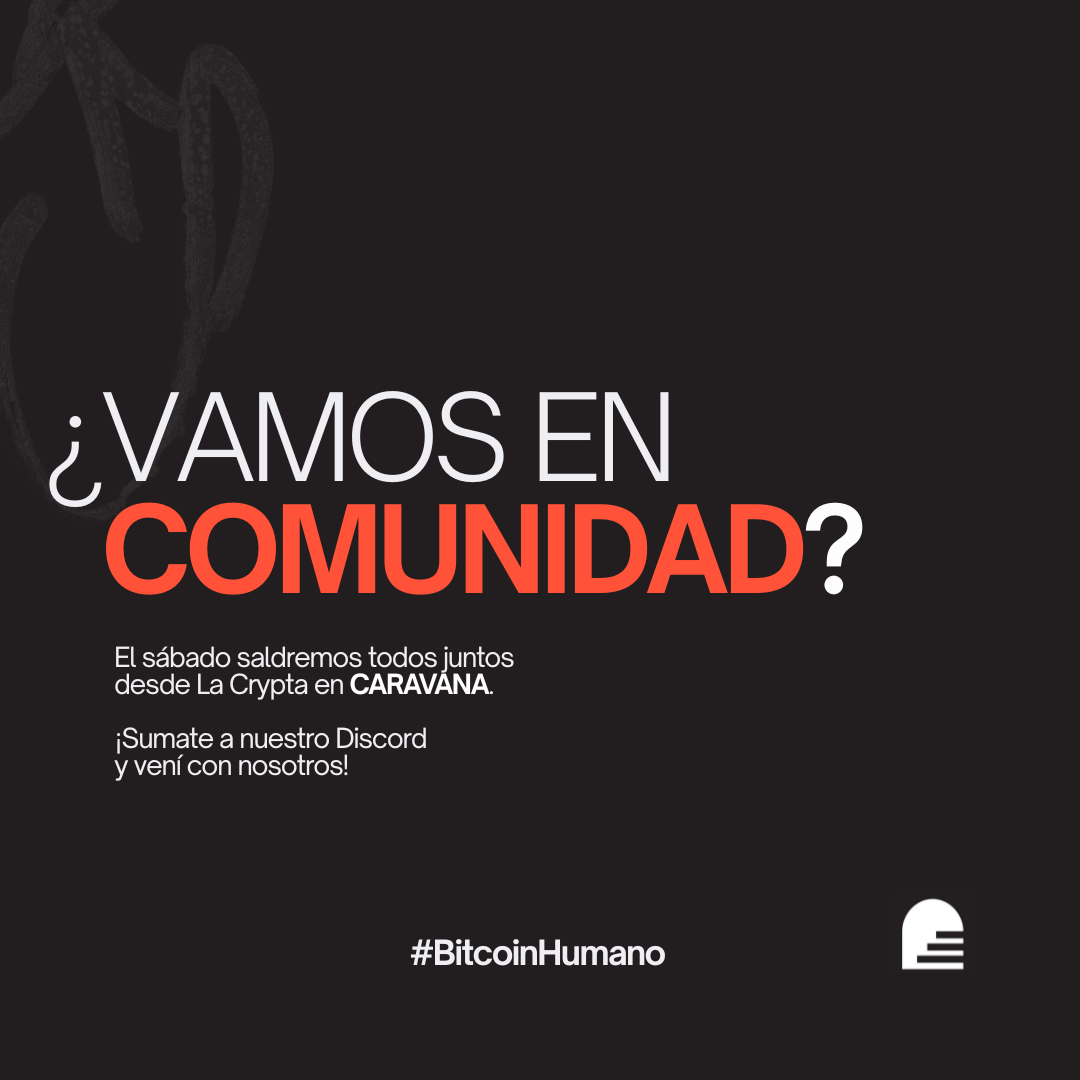 ¿VAMOS EN
COMUNIDAD?
El sábado saldremos todos juntos
desde La Crypta en CARAVANA.
¡Sumate a nuestro Discord
y vení con nosotros!
#BitcoinHumano